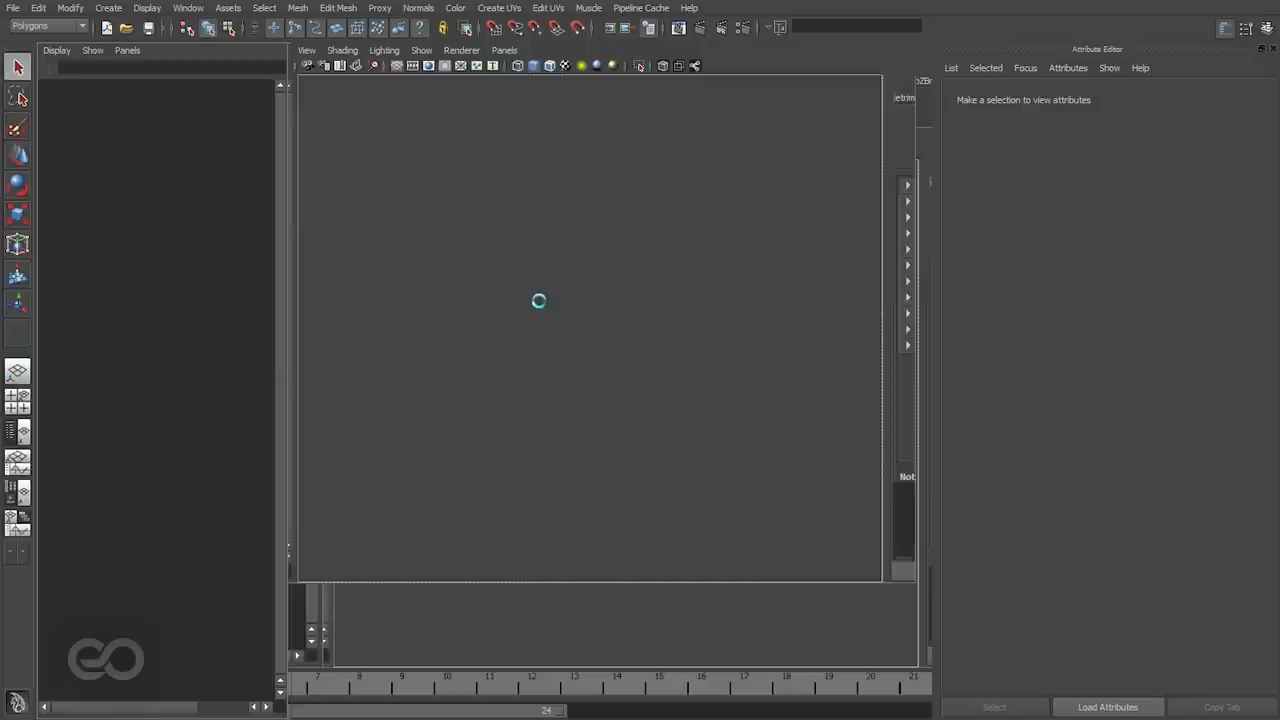 File Edit Modify Create Display Window Assets Select Mesh Edit Mesh Proxy Normals Color Create UVs Edit UVs Muscle Pipeline Cache Help
Polygons
Display Show Panels
View Shading Lighting Show Renderer Panels
Attribute Editor
List Selected Focus Attributes Show Help
Make a selection to view attributes
Not
7 8 9 10 11 12 13 14 15 16 17 18 19 20 21
24
Select Load Attributes Copy Tab